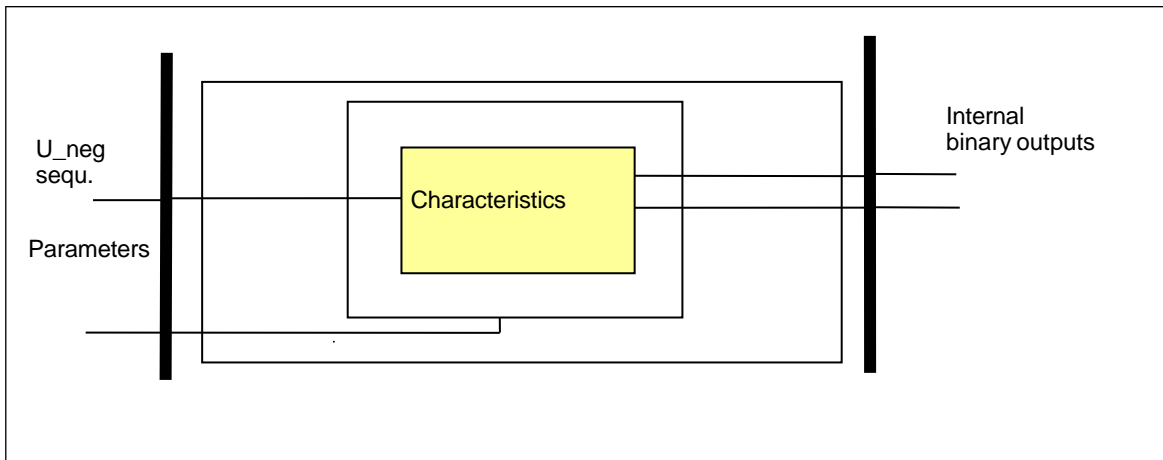 U_neg
sequ.
Parameters
Characteristics
Internal
binary outputs